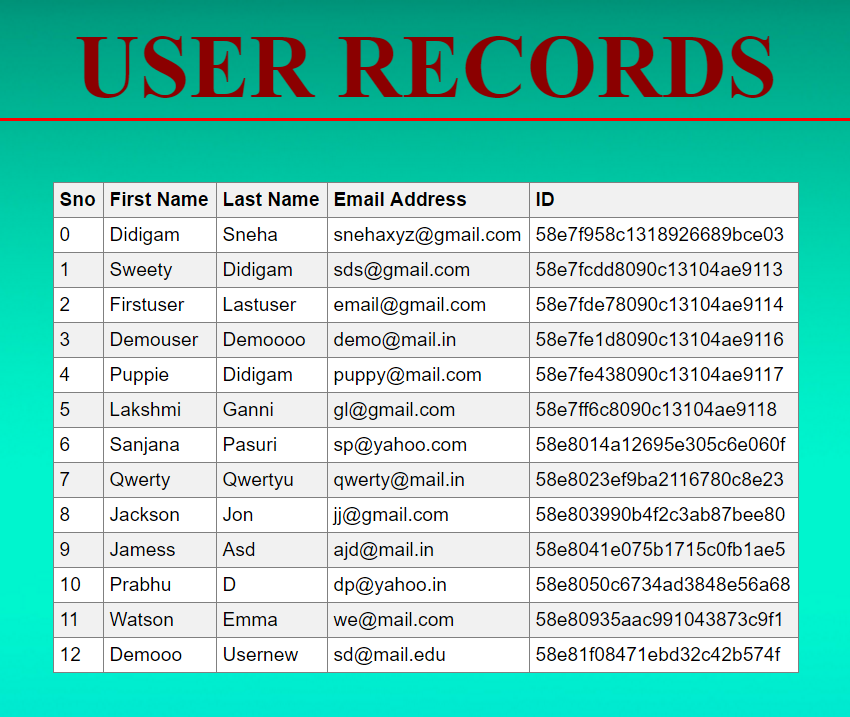 USER RECORDS
Sno First Name Last Name Email Address ID
0 Didigam Sneha snehaxyz@gmail.com 58e7f958c1318926689bce03
1 Sweety Didigam sds@gmail.com 58e7fcdd8090c13104ae9113
2 Firstuser Lastuser email@gmail.com 58e7fde78090c13104ae9114
3 Demouser Demoooo demo@mail.in 58e7fe1d8090c13104ae9116
4 Puppie Didigam puppy@mail.com 58e7fe438090c13104ae9117
5 Lakshmi Ganni gl@gmail.com 58e7ff6c8090c13104ae9118
6 Sanjana Pasuri sp@yahoo.com 58e8014a12695e305c6e060f
7 Qwerty Qwertyu qwerty@mail.in 58e8023ef9ba2116780c8e23
8 Jackson Jon jj@gmail.com 58e803990b4f2c3ab87bee80
9 Jamess Asd ajd@mail.in 58e8041e075b1715c0fb1ae5
10 Prabhu D dp@yahoo.in 58e8050c6734ad3848e56a68
11 Watson Emma we@mail.com 58e80935aac991043873c9f1
12 Demooo Usernew sd@mail.edu 58e81f08471ebd32c42b574f